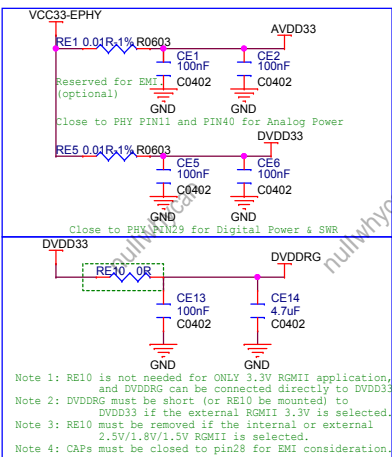 VCC33-EPHY
AVDD33
RE1 0.01R-1% R0603
CE1
100nF
C0402
CE2
100nF
C0402
Reserved for EMI.
(optional)
GND
GND
Close to PHY PIN11 and PIN40 for Analog Power
DVDD33
RE5 0.01R-1% R0603
CE5
100nF
C0402
CE6
100nF
C0402
GND
GND
Close to PHY PIN29 for Digital Power & SWR
nullwhycan
nullwhyc
DVDD33
DVDDRG
RE10 0R
CE13
100nF
C0402
CE14
4.7uF
C0402
GND
GND
Note 1: RE10 is not needed for ONLY 3.3V RGMII application,
and DVDDRG can be connected directly to DVDD33
Note 2: DVDDRG must be short (or RE10 be mounted) to
DVDD33 if the external RGMII 3.3V is selected.
Note 3: RE10 must be removed if the internal or external
2.5V/1.8V/1.5V RGMII is selected.
Note 4: CAPs must be closed to pin28 for EMI consideration.